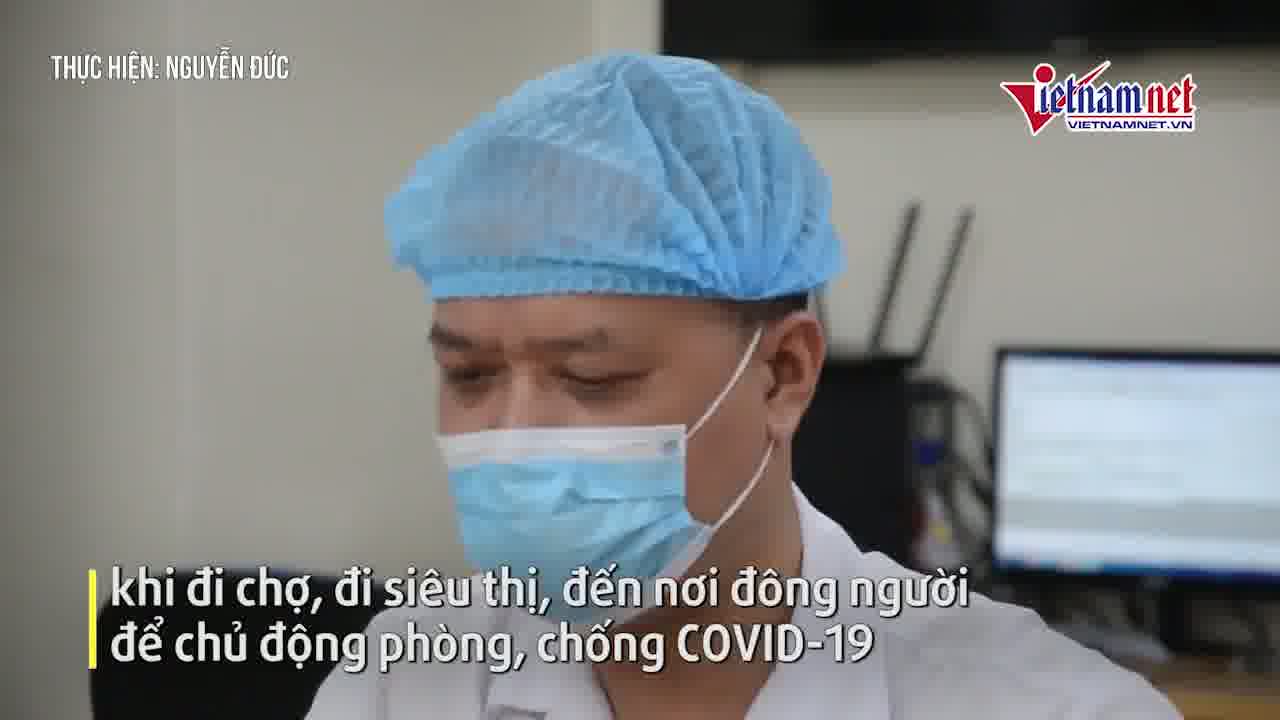 THỰC HIỆN: NGUYỄN ĐỨC
Vietnamnet
VIETNAMNET.VN
khi đi chợ, đi siêu thị, đến nơi đông người
để chủ động phòng, chống COVID-19